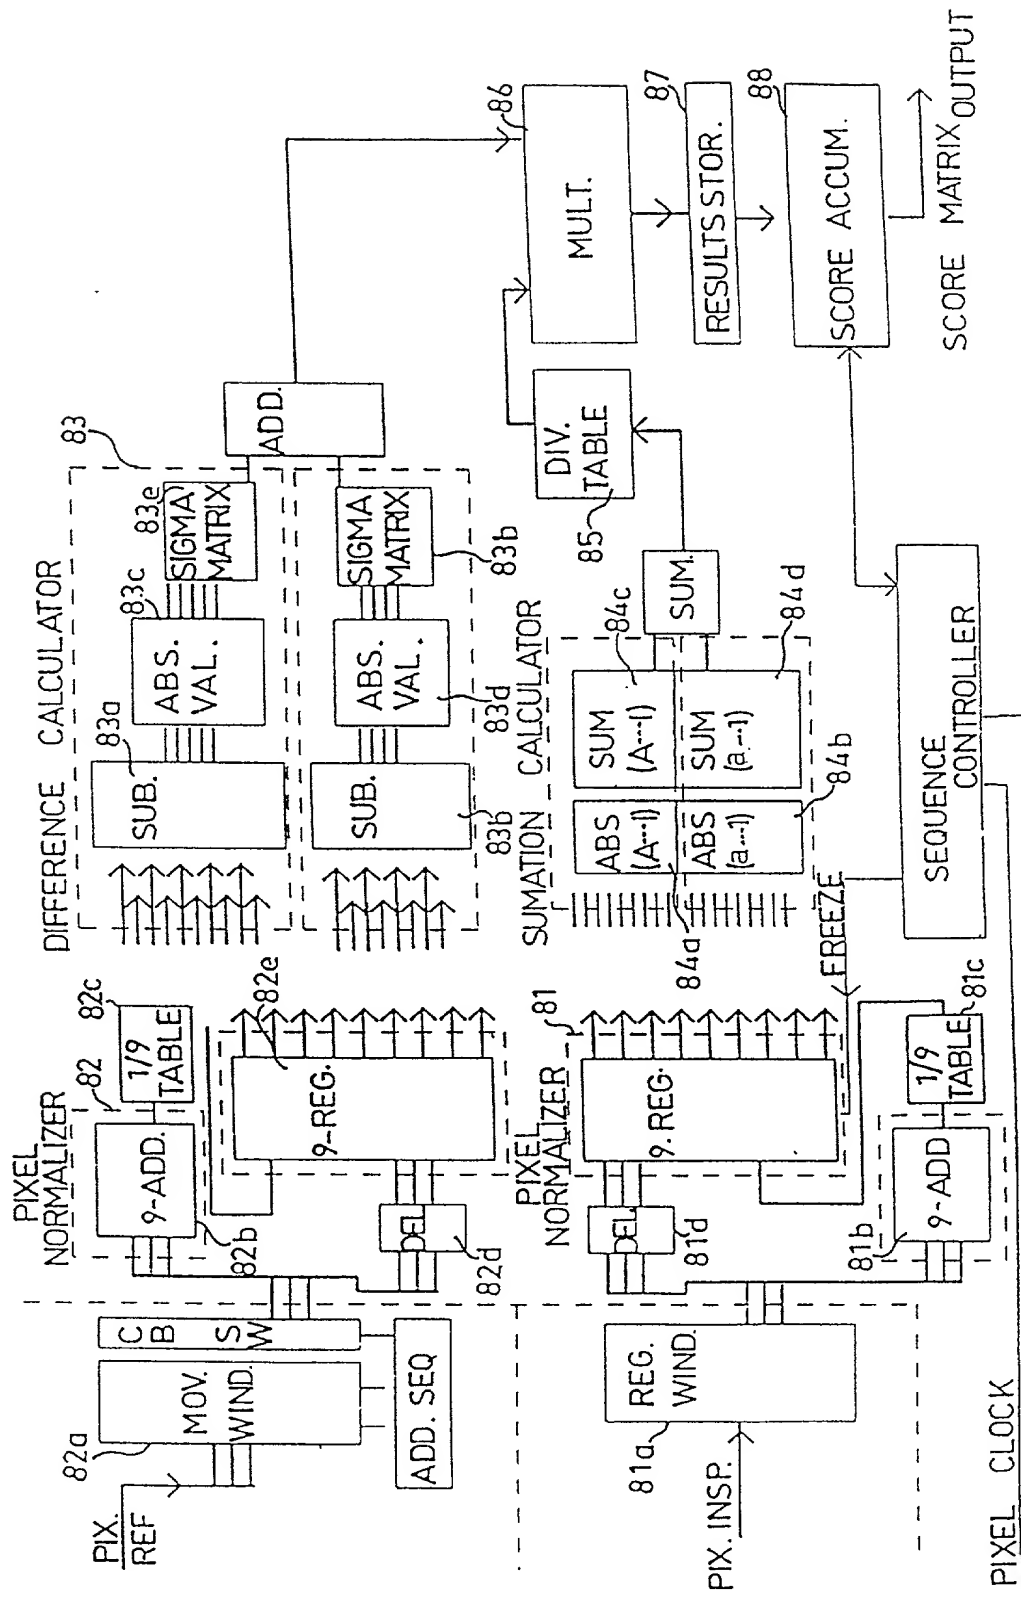 PIX.
REF
82a
MOV.
WIND.
C
B
S
W
ADD. SEQ
PIXEL
NORMALIZER
82
82c
9-ADD.
1/9
TABLE
82b
82e
9-REG.
DEL.
82d
DIFFERENCE CALCULATOR
83
83a
SUB.
83c
ABS.
VAL.
83e
SIGMA
MATRIX
ADD.
SUB.
83b
ABS.
VAL.
83d
SIGMA
MATRIX
83b
PIX. INSP.
81a
REG.
WIND.
PIXEL
NORMALIZER
81
9.REG.
DEL.
81d
81b
9-ADD
1/9
TABLE
81c
FREEZE
SUMATION CALCULATOR
ABS
(A---I)
ABS
(a---1)
84a
84b
SUM
(A---I)
SUM
(a.--1)
84c
84d
SUM.
85
DIV.
TABLE
86
MULT.
87
RESULTS STOR.
88
SCORE ACCUM.
SCORE MATRIX OUTPUT
SEQUENCE
CONTROLLER
PIXEL CLOCK